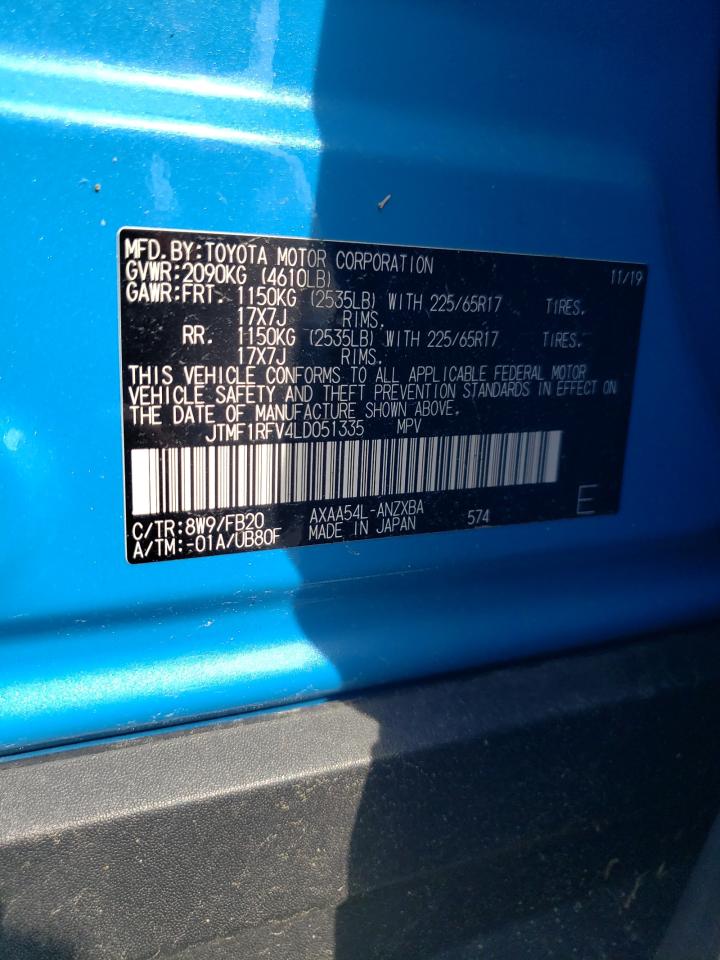 MFD. BY: TOYOTA MOTOR CORPORATION 11/19
GVWR: 2090KG (4610LB)
GAWR: FRT. 1150KG (2535LB) WITH 225/65R17 TIRES.
17X7J RIMS.
RR. 1150KG (2535LB) WITH 225/65R17 TIRES.
17X7J RIMS.
THIS VEHICLE CONFORMS TO ALL APPLICABLE FEDERAL MOTOR
VEHICLE SAFETY AND THEFT PREVENTION STANDARDS IN EFFECT ON
THE DATE OF MANUFACTURE SHOWN ABOVE.
JTMF1RFV4LD051335 MPV
C/TR: 8W9/FB20 AXAA54L-ANZXBA 574 E
A/TM: -01A/UB80F MADE IN JAPAN